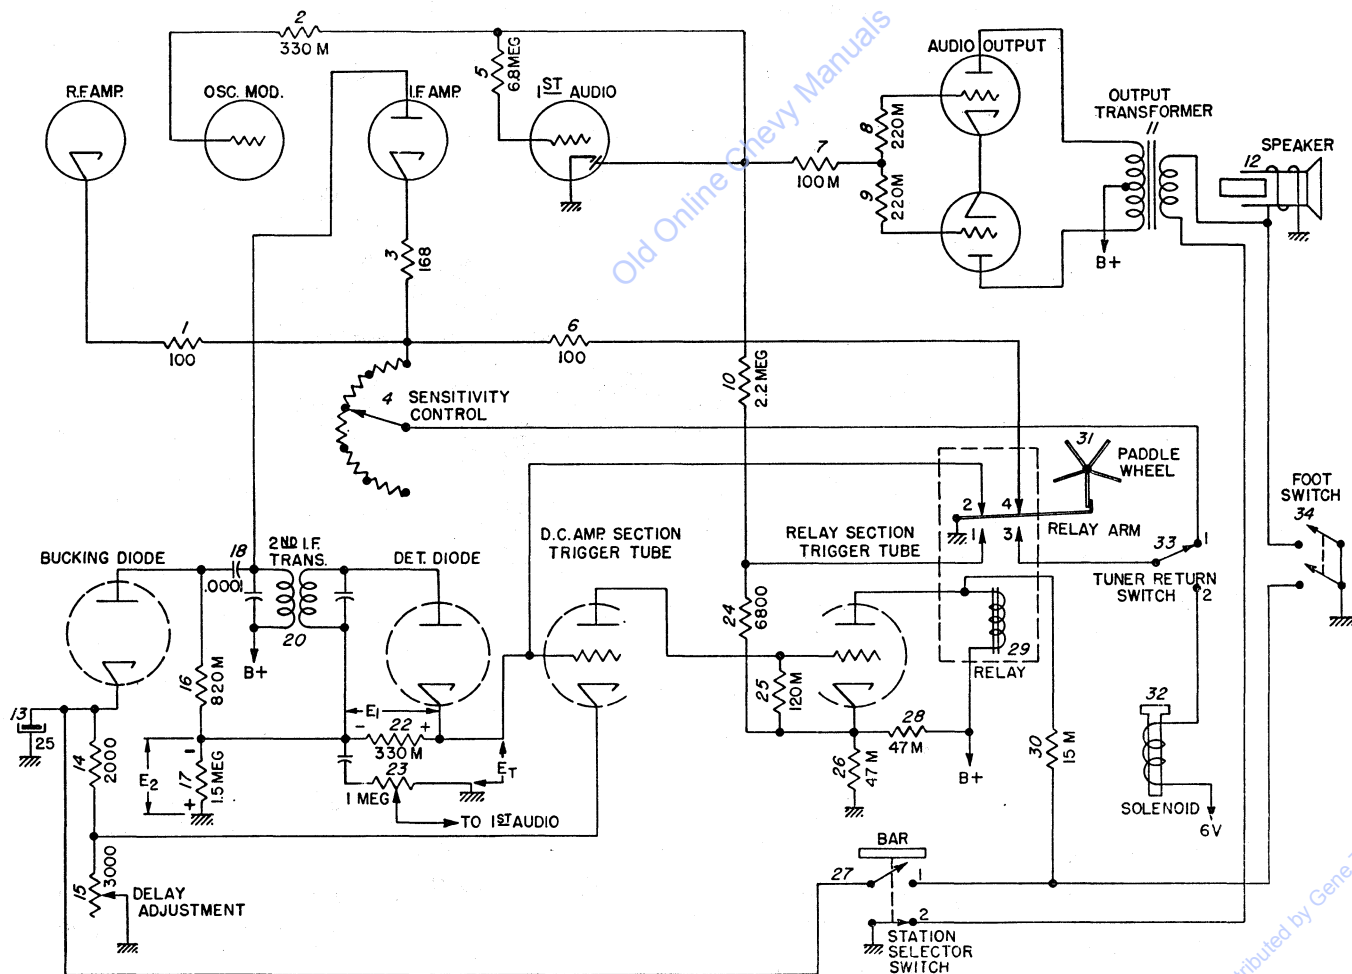 2
330 M
5
6.8 MEG
R.F. AMP.
OSC. MOD.
I.F. AMP.
1ST AUDIO
Old Online Chevy Manuals
AUDIO OUTPUT
8
220M
7
100 M
9
220M
OUTPUT
TRANSFORMER
11
12
SPEAKER
B+
3
168
1
100
6
100
4 SENSITIVITY
CONTROL
10
2.2 MEG
31
PADDLE
WHEEL
2
4
1
3
RELAY ARM
33
1
TUNER RETURN
SWITCH
2
FOOT
SWITCH
34
BUCKING DIODE
18
.0001
2ND I.F.
TRANS.
20
B+
DET. DIODE
D.C. AMP. SECTION
TRIGGER TUBE
RELAY SECTION
TRIGGER TUBE
24
6800
29
RELAY
16
820 M
25
120 M
28
47 M
26
47 M
B+
30
15 M
32
SOLENOID
6V
13
25
14
2000
E2
-
17
1.5 MEG
+
E1
-
22
+
330 M
23
1 MEG
ET
TO 1ST AUDIO
15
3000
DELAY
ADJUSTMENT
BAR
27
1
2
STATION
SELECTOR
SWITCH
tributed by Gene